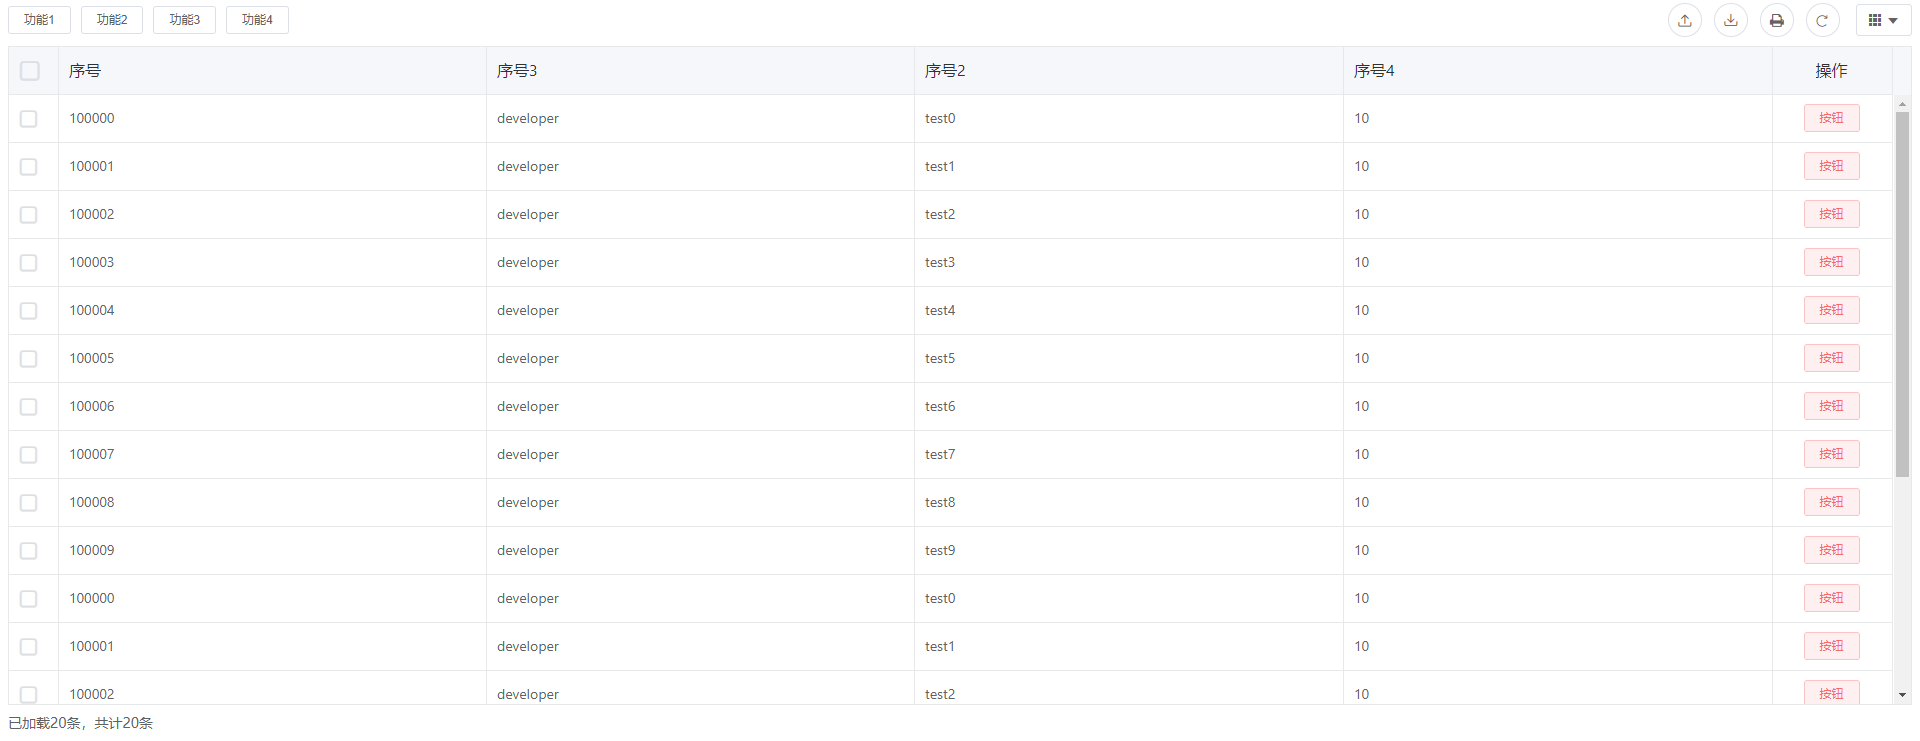 功能1 功能2 功能3 功能4
序号 序号3 序号2 序号4 操作
100000 developer test0 10 按钮
100001 developer test1 10 按钮
100002 developer test2 10 按钮
100003 developer test3 10 按钮
100004 developer test4 10 按钮
100005 developer test5 10 按钮
100006 developer test6 10 按钮
100007 developer test7 10 按钮
100008 developer test8 10 按钮
100009 developer test9 10 按钮
100000 developer test0 10 按钮
100001 developer test1 10 按钮
100002 developer test2 10 按钮
已加载20条，共计20条